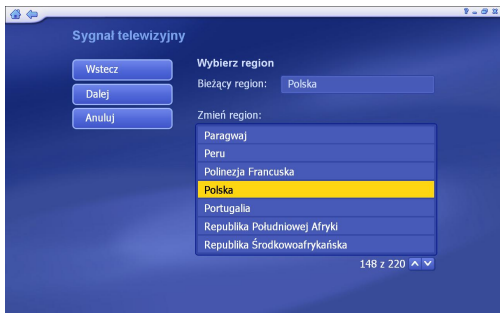 Sygnał telewizyjny
Wstecz
Dalej
Anuluj
Wybierz region
Bieżący region: Polska
Zmień region:
Paragwaj
Peru
Polinezja Francuska
Polska
Portugalia
Republika Południowej Afryki
Republika Środkowoafrykańska
148 z 220